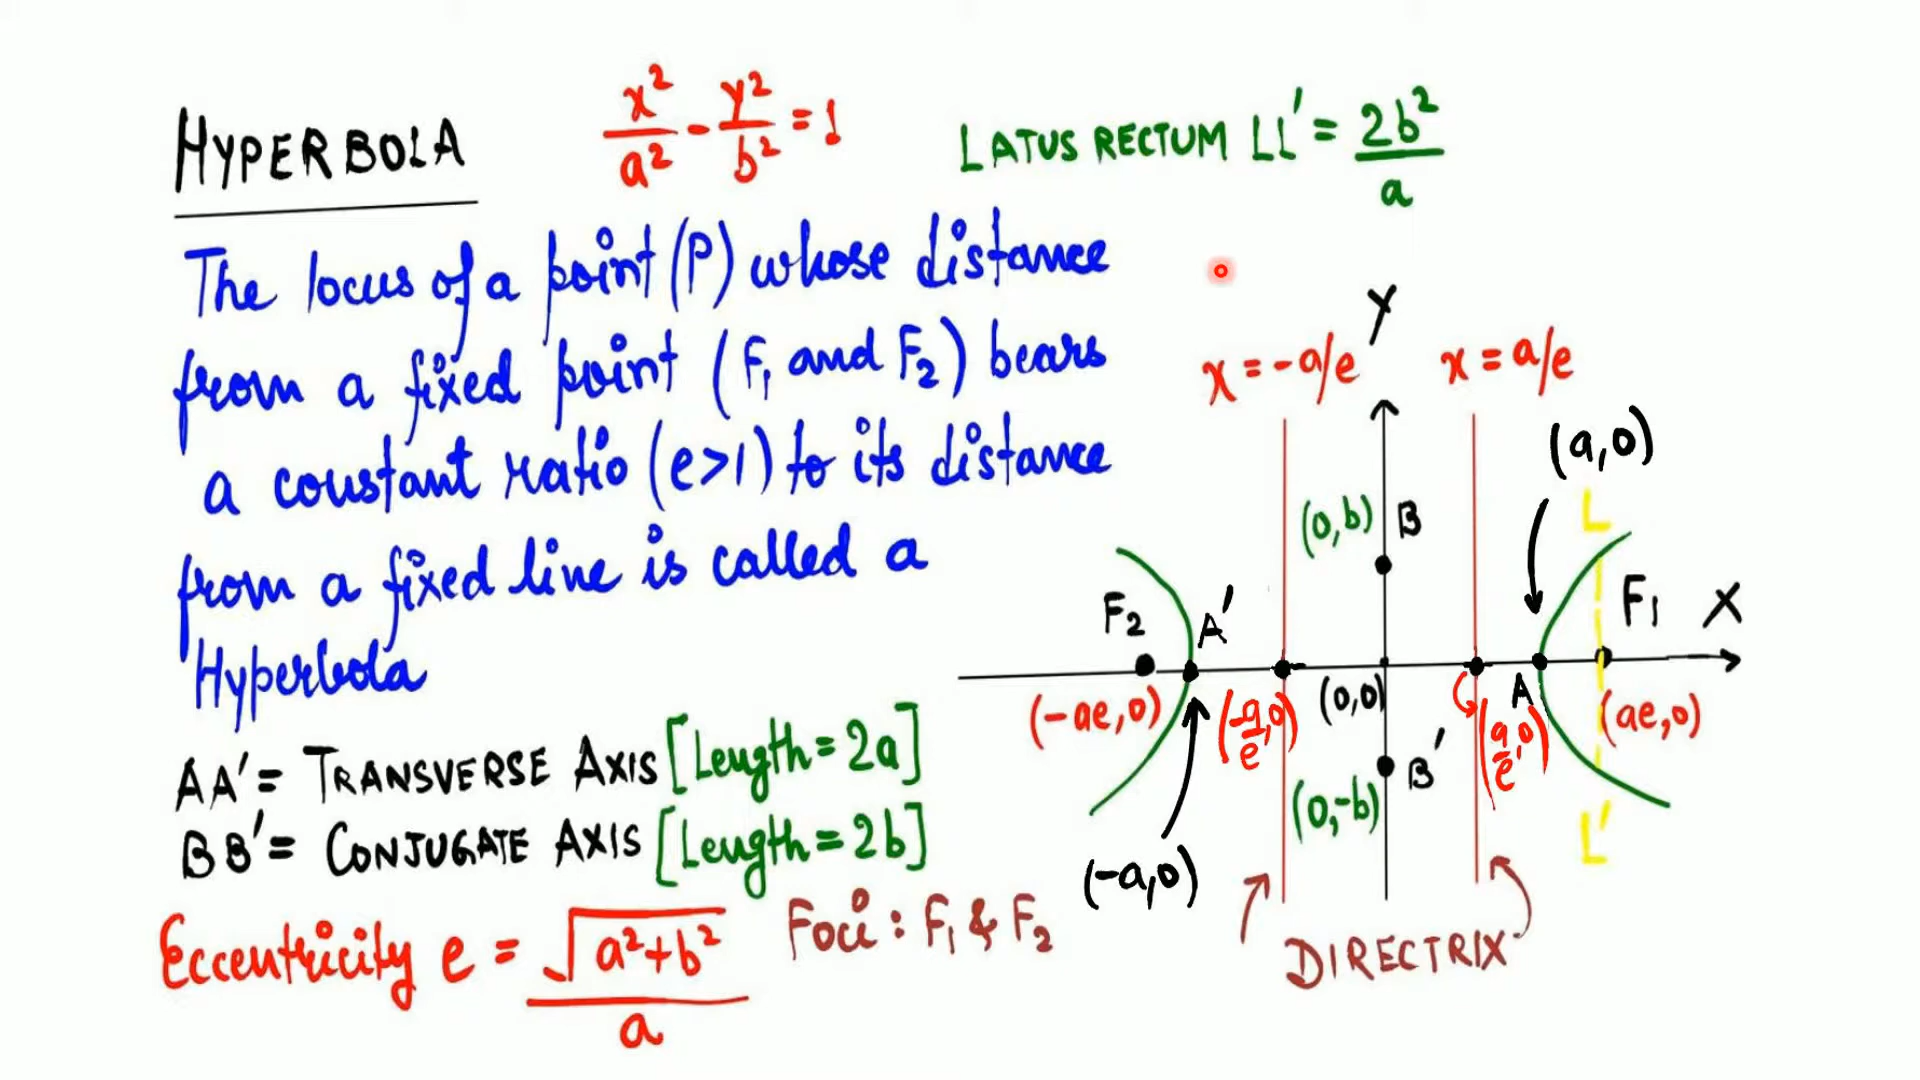 HYPERBOLA
x²/a² - y²/b² = 1
LATUS RECTUM LL' = 2b²/a
The locus of a point (P) whose distance
from a fixed point (F₁ and F₂) bears
a constant ratio (e>1) to its distance
from a fixed line is called a
Hyperbola
AA' = TRANSVERSE AXIS [Length = 2a]
BB' = CONJUGATE AXIS [Length = 2b]
Eccentricity e = √(a²+b²)/a
Foci : F₁ & F₂
Y
x = -a/e
x = a/e
(a,0)
L
(0,b) B
F₂
A'
F₁
X
(-ae,0)
(-a/e,0)
(0,0)
(a/e,0)
A
(ae,0)
B'
(0,-b)
L'
(-a,0)
DIRECTRIX